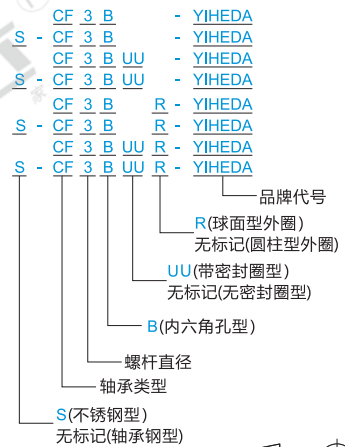 CF 3 B - YIHEDA
S - CF 3 B - YIHEDA
CF 3 B UU - YIHEDA
S - CF 3 B UU - YIHEDA
CF 3 B R - YIHEDA
S - CF 3 B R - YIHEDA
CF 3 B UU R - YIHEDA
S - CF 3 B UU R - YIHEDA
品牌代号
R(球面型外圈)
无标记(圆柱型外圈)
UU(带密封圈型)
无标记(无密封圈型)
B(内六角孔型)
螺杆直径
轴承类型
S(不锈钢型)
无标记(轴承钢型)